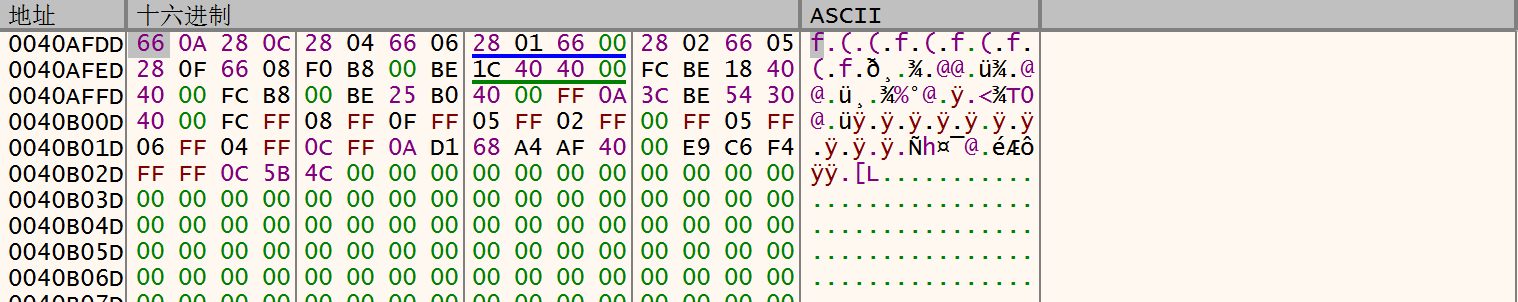 地址 十六进制 ASCII
0040AFDD 66 0A 28 0C 28 04 66 06 28 01 66 00 28 02 66 05 f.(.(.f.(.f.(.f.
0040AFED 28 0F 66 08 F0 B8 00 BE 1C 40 40 00 FC BE 18 40 (.f.ð¸.¾.@@.ü¾.@
0040AFFD 40 00 FC B8 00 BE 25 B0 40 00 FF 0A 3C BE 54 30 @.ü¸.¾%°@.ÿ.<¾T0
0040B00D 40 00 FC FF 08 FF 0F FF 05 FF 02 FF 00 FF 05 FF @.üÿ.ÿ.ÿ.ÿ.ÿ.ÿ.ÿ
0040B01D 06 FF 04 FF 0C FF 0A D1 68 A4 AF 40 00 E9 C6 F4 .ÿ.ÿ.ÿ.Ñh¤¯@.éÆô
0040B02D FF FF 0C 5B 4C 00 00 00 00 00 00 00 00 00 00 00 ÿÿ.[L...........
0040B03D 00 00 00 00 00 00 00 00 00 00 00 00 00 00 00 00 ................
0040B04D 00 00 00 00 00 00 00 00 00 00 00 00 00 00 00 00 ................
0040B05D 00 00 00 00 00 00 00 00 00 00 00 00 00 00 00 00 ................
0040B06D 00 00 00 00 00 00 00 00 00 00 00 00 00 00 00 00 ................